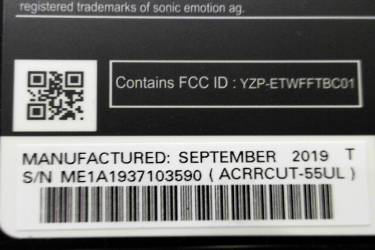 registered trademarks of sonic emotion ag.
Contains FCC ID : YZP-ETWFFTBC01
MANUFACTURED: SEPTEMBER 2019 T
S/N ME1A1937103590 ( ACRRCUT-55UL )